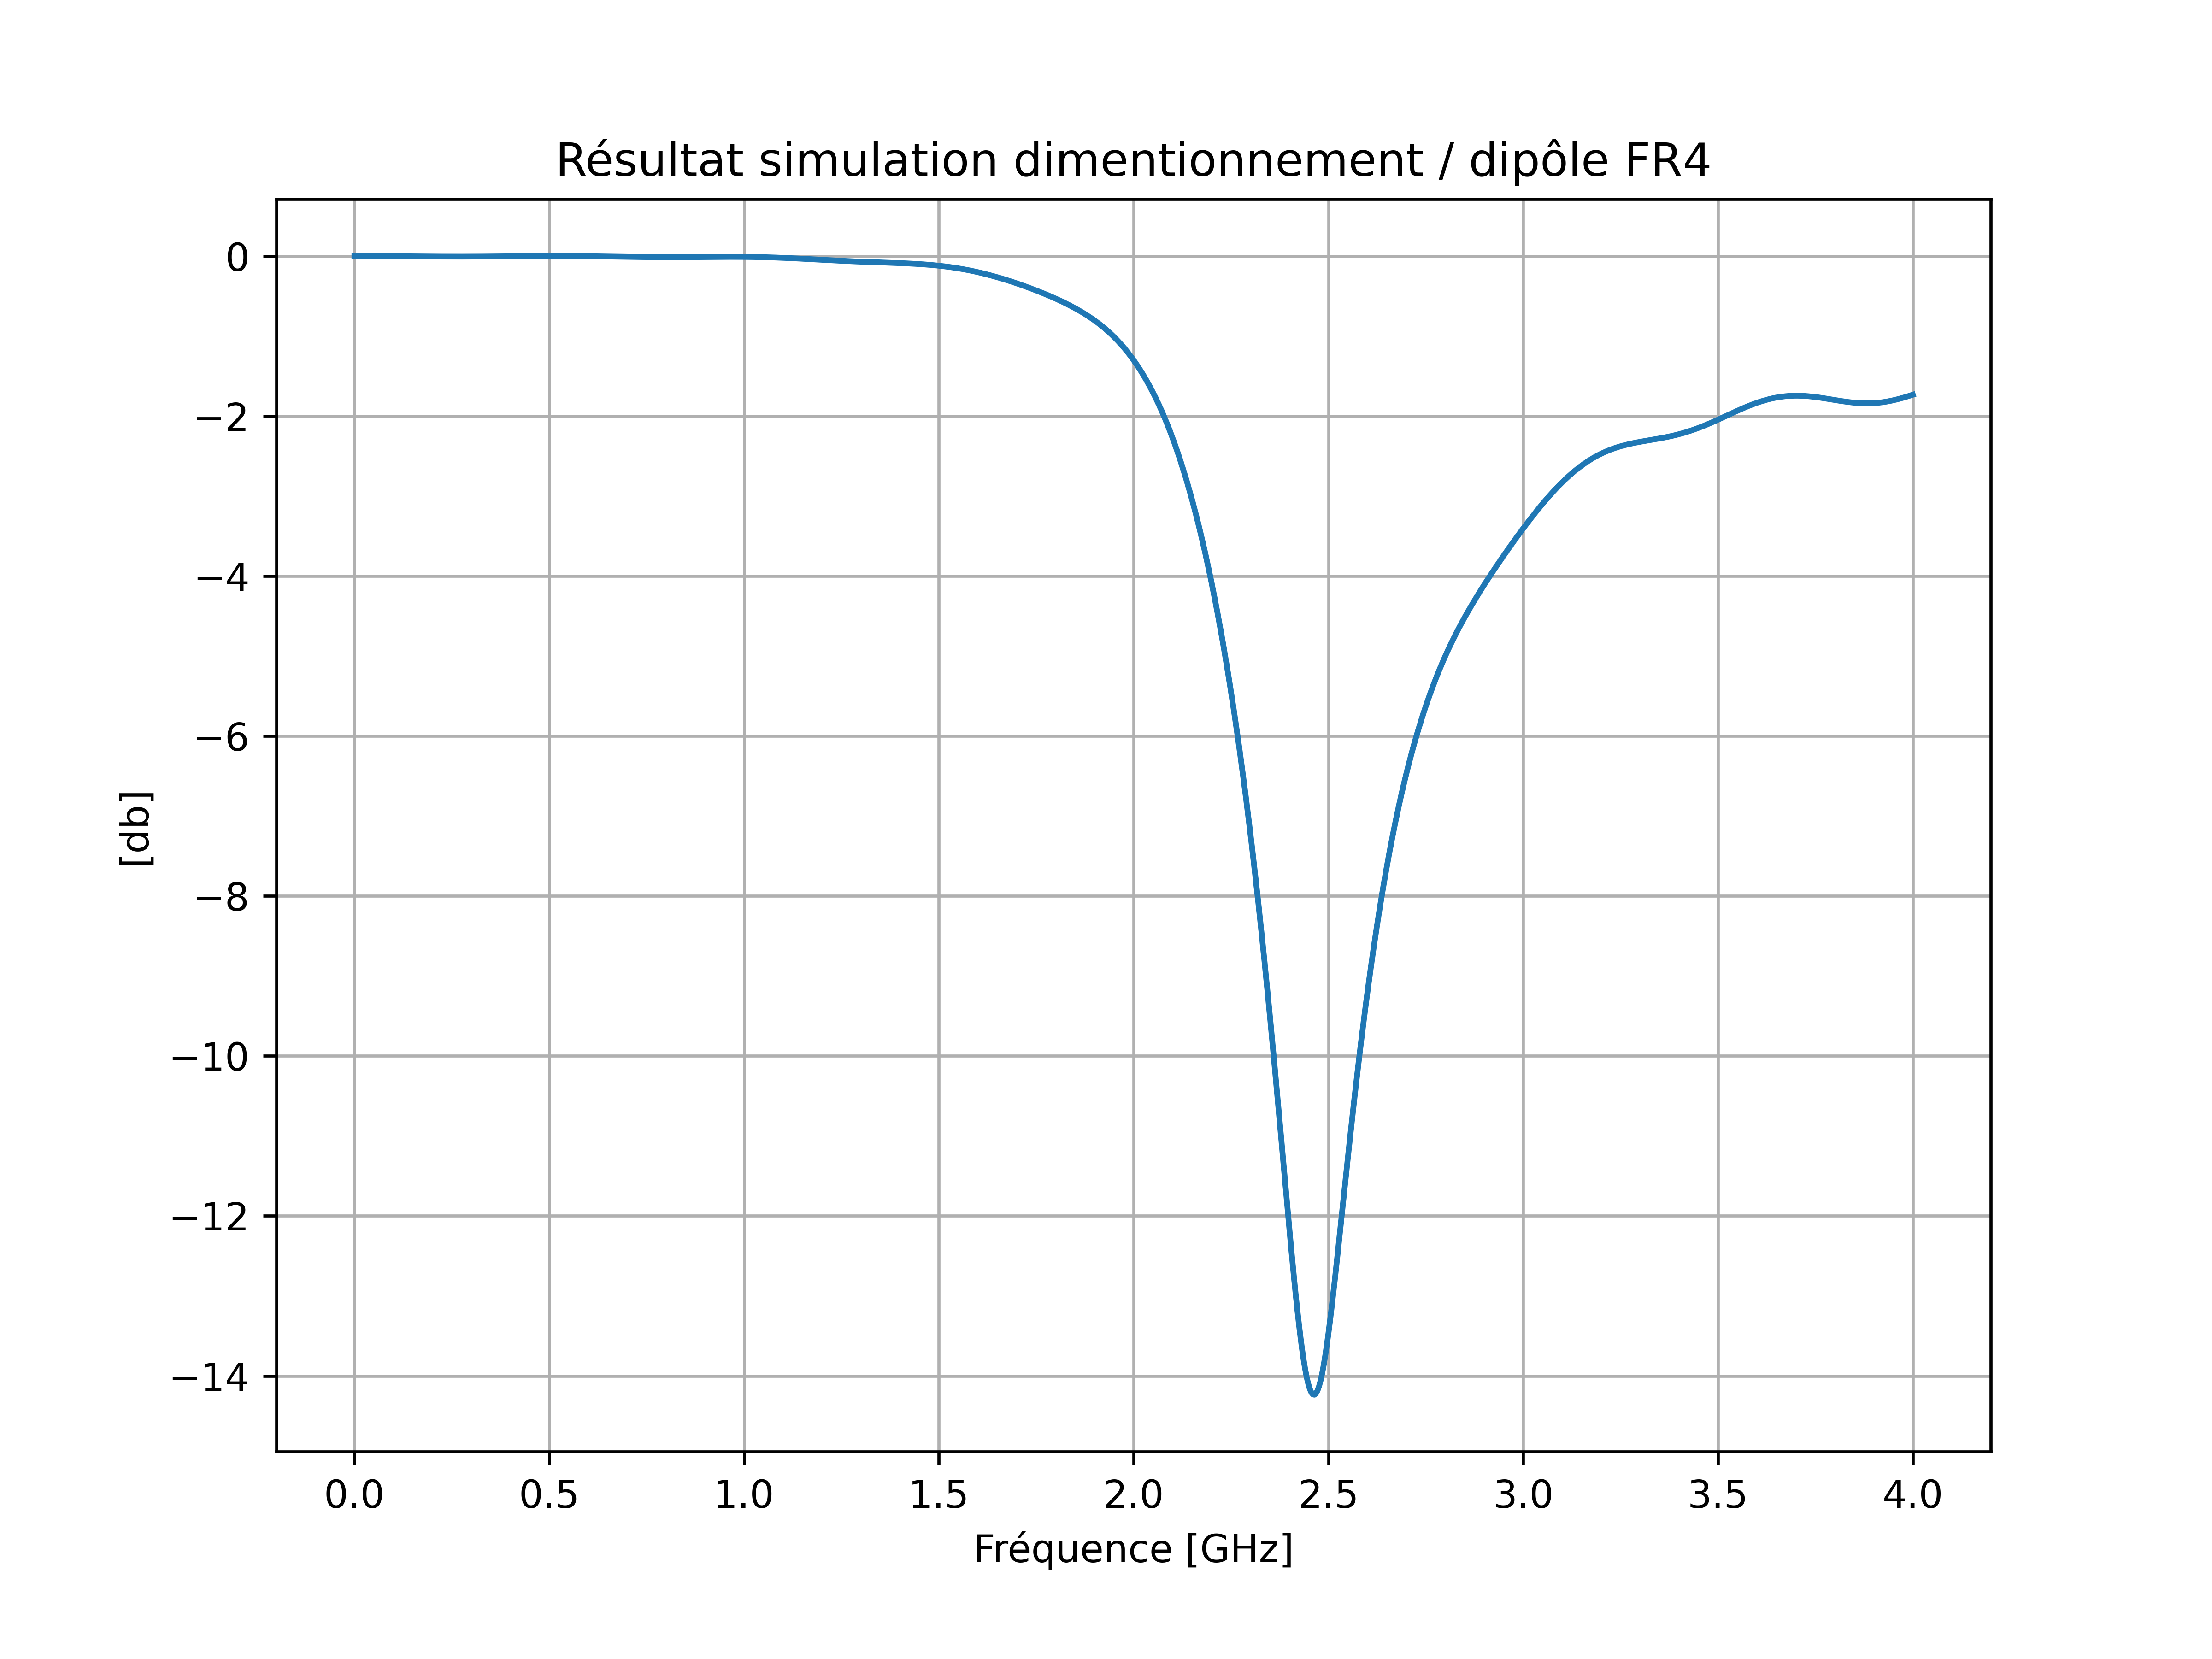 Résultat simulation dimentionnement / dipôle FR4
0
−2
−4
−6
−8
−10
−12
−14
[db]
0.0 0.5 1.0 1.5 2.0 2.5 3.0 3.5 4.0
Fréquence [GHz]